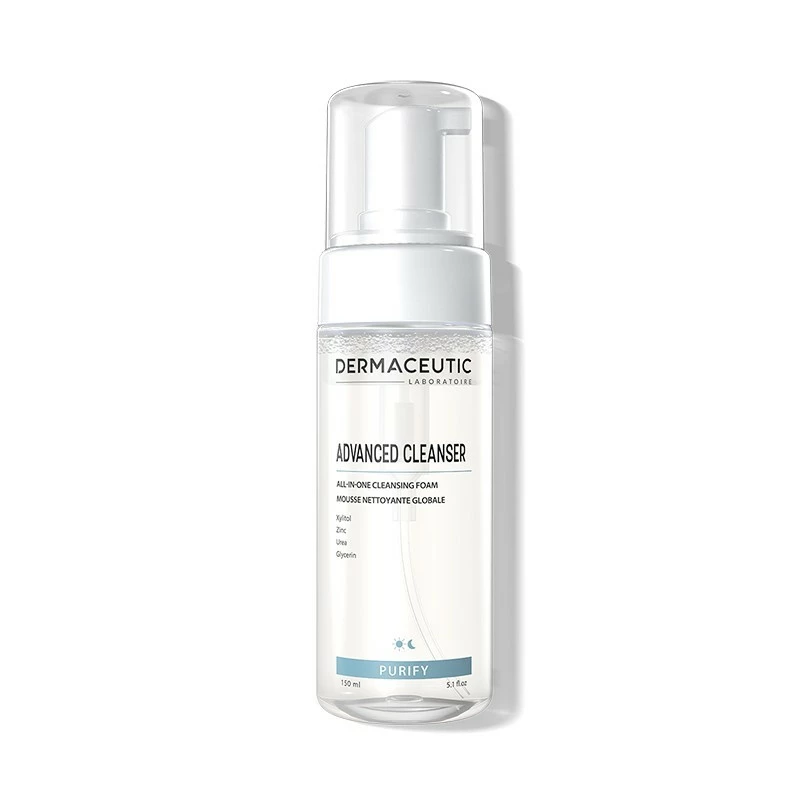 DERMACEUTIC
LABORATOIRE
ADVANCED CLEANSER
ALL-IN-ONE CLEANSING FOAM
MOUSSE NETTOYANTE GLOBALE
Xylitol
Zinc
Urea
Glycerin
PURIFY
150 ml 5.1 fl.oz